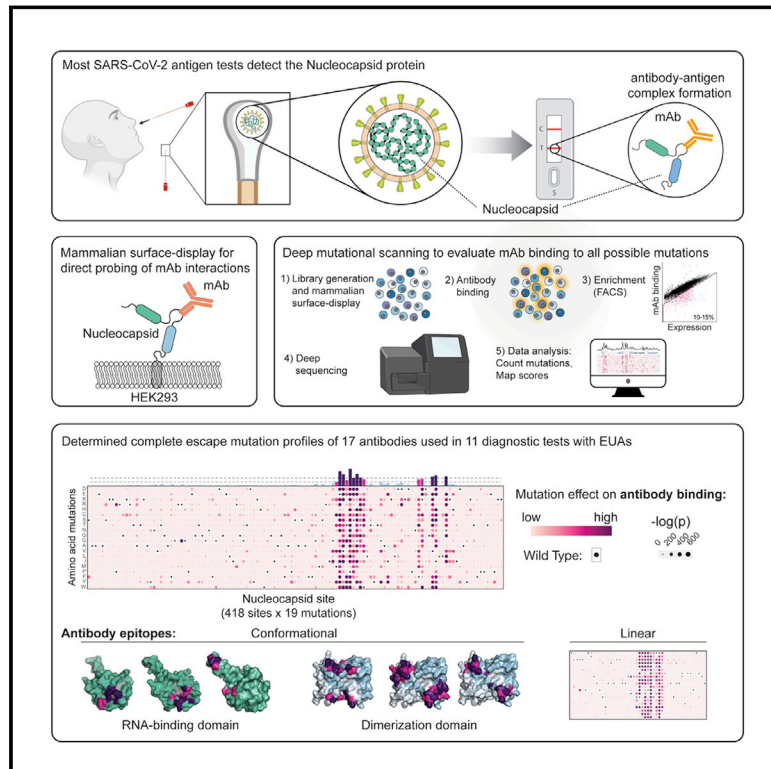 Most SARS-CoV-2 antigen tests detect the Nucleocapsid protein
antibody-antigen
complex formation
mAb
C
T
S
Nucleocapsid
Mammalian surface-display for
direct probing of mAb interactions
mAb
Nucleocapsid
HEK293
Deep mutational scanning to evaluate mAb binding to all possible mutations
1) Library generation
and mammalian
surface-display
2) Antibody
binding
3) Enrichment
(FACS)
mAb binding
10-15%
Expression
4) Deep
sequencing
5) Data analysis:
Count mutations,
Map scores
Determined complete escape mutation profiles of 17 antibodies used in 11 diagnostic tests with EUAs
Amino acid mutations
Nucleocapsid site
(418 sites x 19 mutations)
Mutation effect on antibody binding:
low high
-log(p)
0 200 400 600
Wild Type:
Antibody epitopes:
Conformational
Linear
RNA-binding domain
Dimerization domain